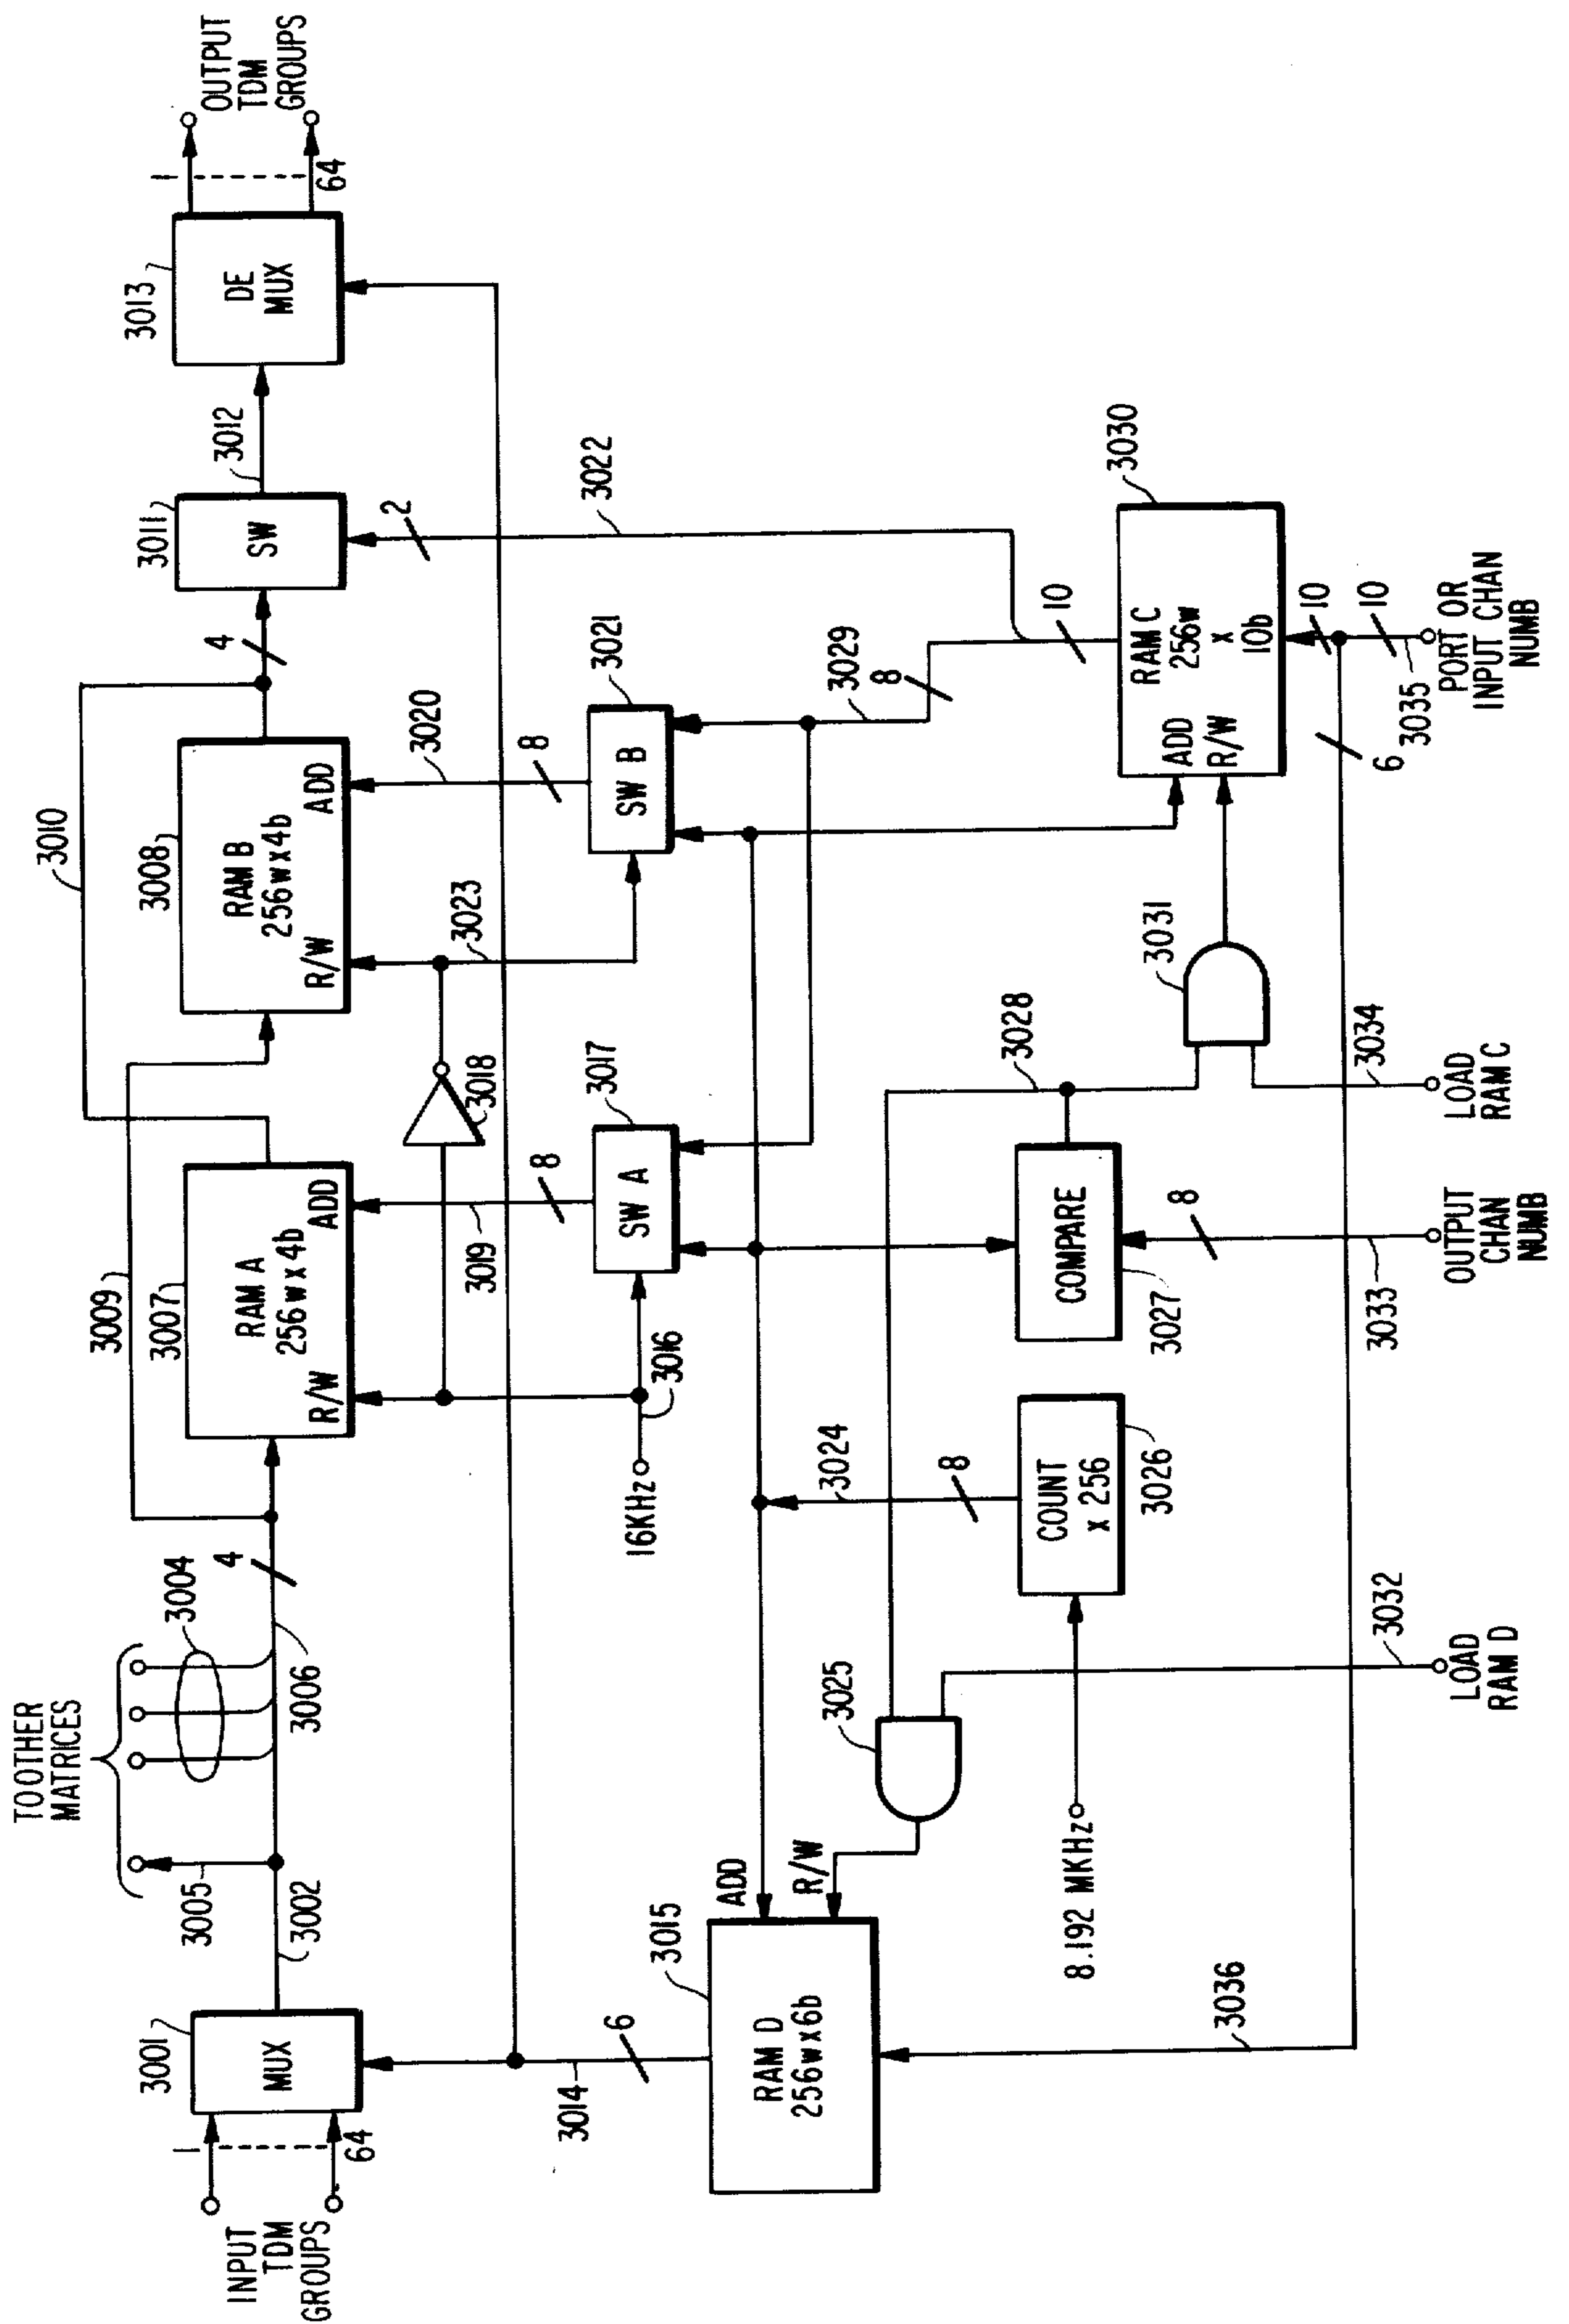 INPUT
TDM
GROUPS
1
64
3001
MUX
3002
3005
TO OTHER
MATRICES
3004
3006
4
3009
3007
RAM A
256w x 4b
R/W
ADD
3010
3008
RAM B
256w x 4b
R/W
ADD
4
3011
SW
3012
3013
DE
MUX
1
64
OUTPUT
TDM
GROUPS
3014
6
16KHz
3016
3018
3019
8
3017
SW A
3023
3020
8
3021
SW B
2
3022
3015
RAM D
256w x 6b
ADD
R/W
3025
3024
8
COUNT
x 256
3026
8.192 MKHz
3028
COMPARE
3027
8
3033
3031
3029
8
10
3030
RAM C
256w
x
10b
ADD
R/W
10
10
6
3035
3036
3032
LOAD
RAM D
OUTPUT
CHAN
NUMB
3034
LOAD
RAM C
PORT OR
INPUT CHAN
NUMB